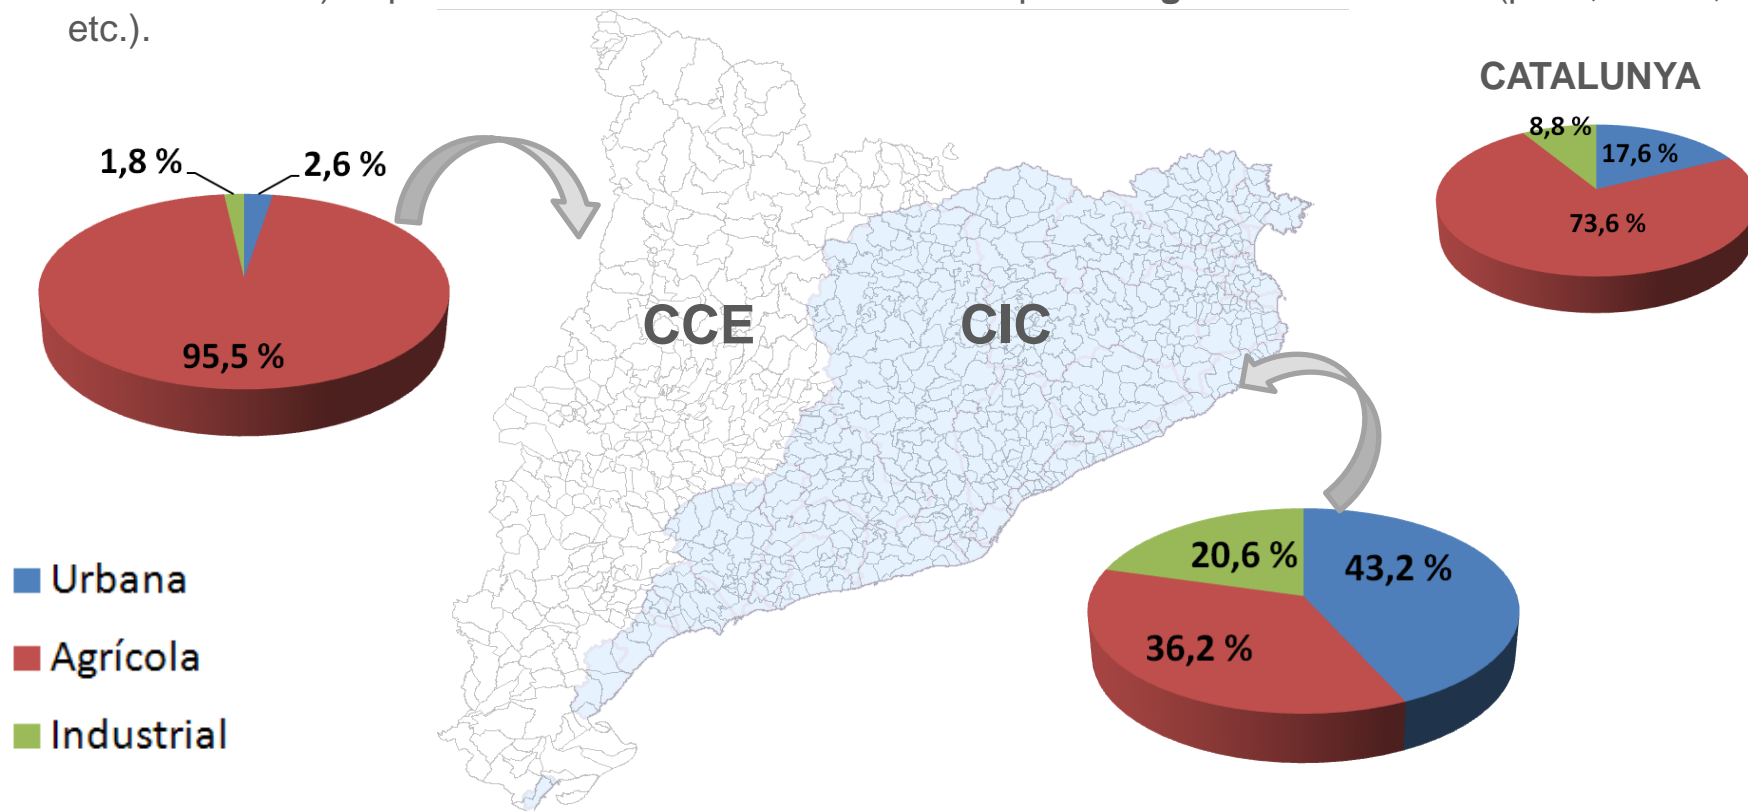 etc.).
CATALUNYA
8,8 %
17,6 %
73,6 %
1,8 %
2,6 %
95,5 %
CCE
CIC
20,6 %
43,2 %
36,2 %
Urbana
Agrícola
Industrial